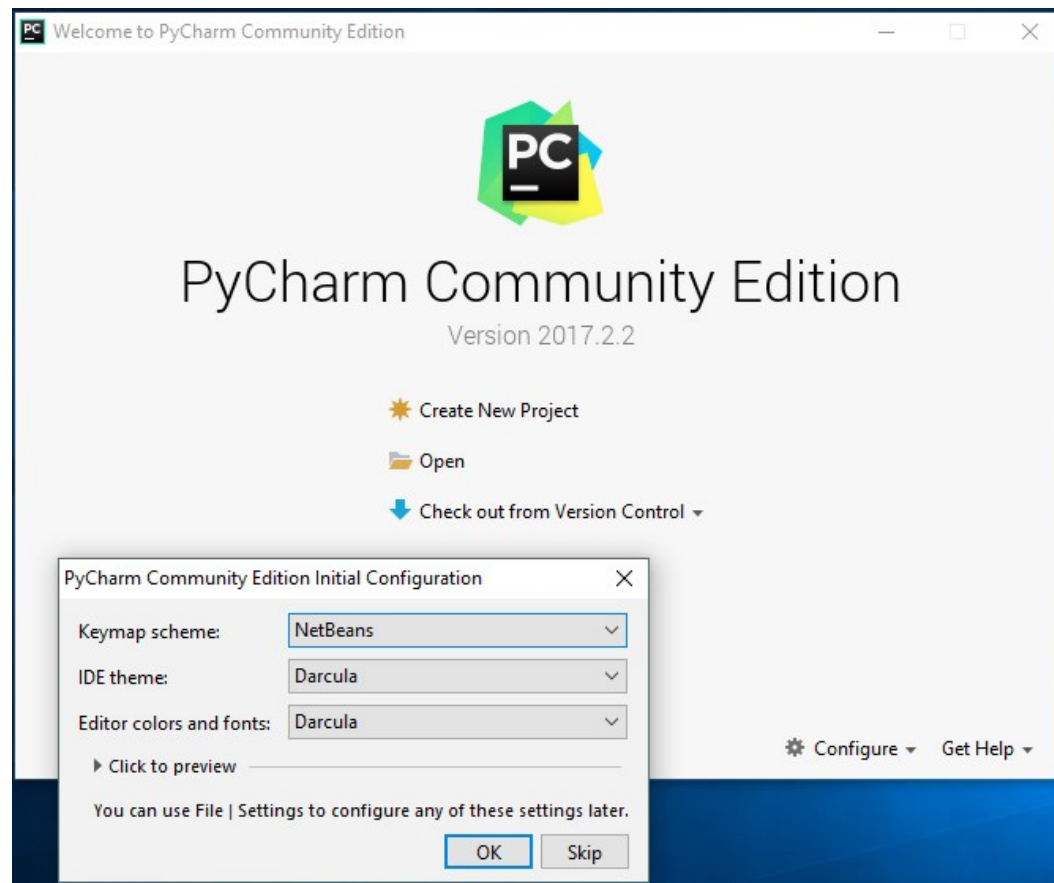 PC Welcome to PyCharm Community Edition
PC
PyCharm Community Edition
Version 2017.2.2
Create New Project
Open
Check out from Version Control
PyCharm Community Edition Initial Configuration
Keymap scheme: NetBeans
IDE theme: Darcula
Editor colors and fonts: Darcula
Click to preview
Configure Get Help
You can use File | Settings to configure any of these settings later.
OK Skip